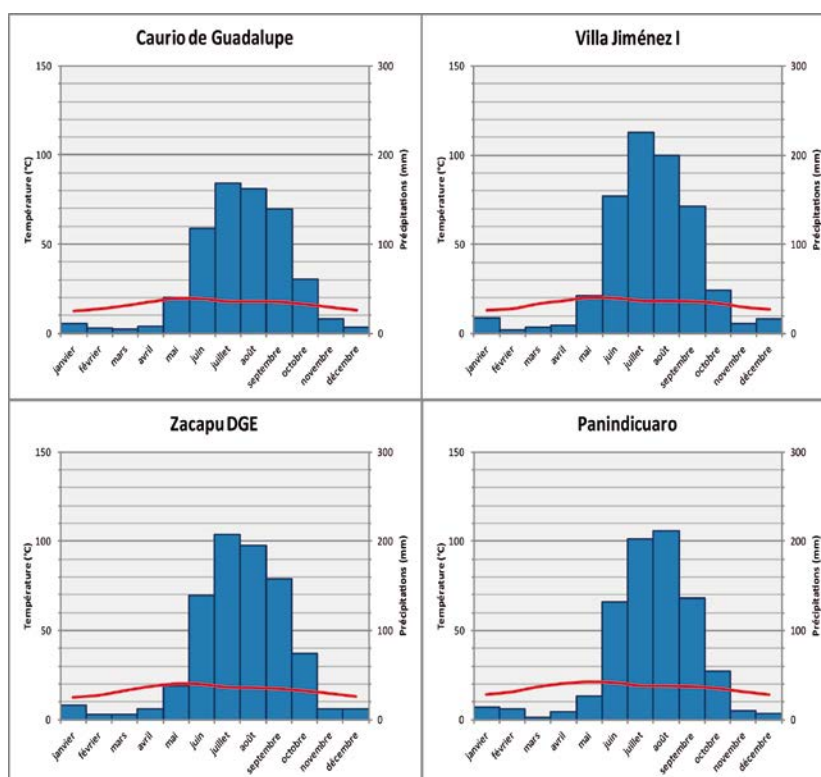 Caurio de Guadalupe
150
100
50
0
Température (°C)
300
200
100
0
Précipitations (mm)
janvier
février
mars
avril
mai
juin
juillet
août
septembre
octobre
novembre
décembre
Villa Jiménez I
150
100
50
0
Température (°C)
300
200
100
0
Précipitations (mm)
janvier
février
mars
avril
mai
juin
juillet
août
septembre
octobre
novembre
décembre
Zacapu DGE
150
100
50
0
Température (°C)
300
200
100
0
Précipitations (mm)
janvier
février
mars
avril
mai
juin
juillet
août
septembre
octobre
novembre
décembre
Panindicuaro
150
100
50
0
Température (°C)
300
200
100
0
Précipitations (mm)
janvier
février
mars
avril
mai
juin
juillet
août
septembre
octobre
novembre
décembre